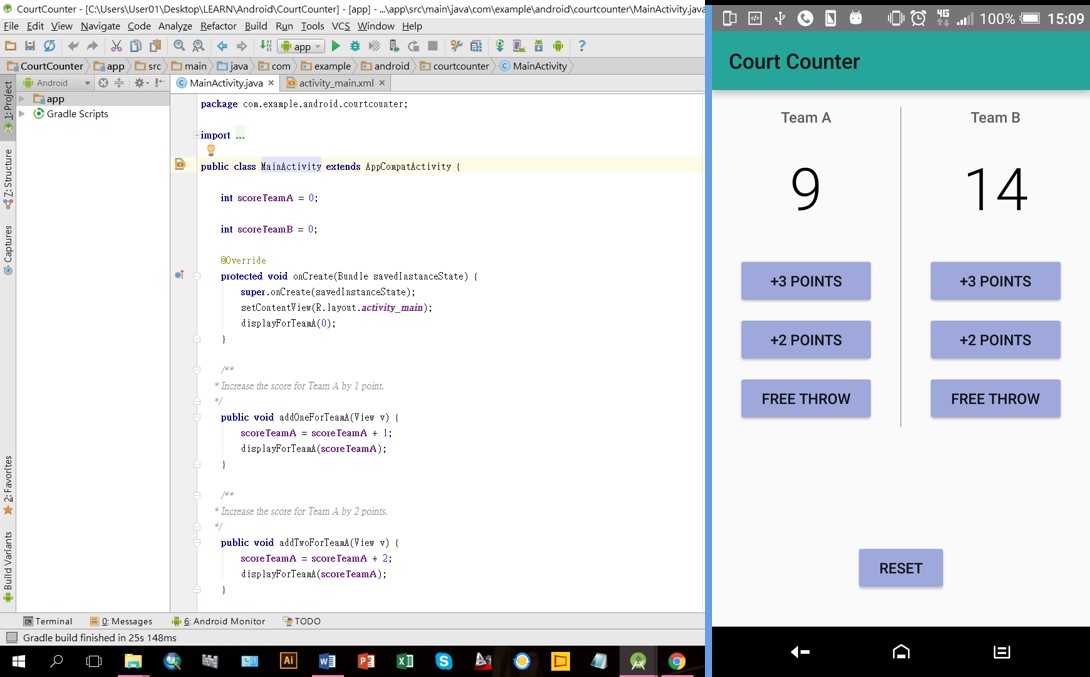 CourtCounter - [C:\Users\User01\Desktop\LEARN\Android\CourtCounter] - [app] - ...\app\src\main\java\com\example\android\courtcounter\MainActivity.java
File Edit View Navigate Code Analyze Refactor Build Run Tools VCS Window Help
app
CourtCounter app src main java com example android courtcounter MainActivity
Android
MainActivity.java × activity_main.xml ×
app
Gradle Scripts
1: Project
Z: Structure
Captures
2: Favorites
Build Variants
package com.example.android.courtcounter;
import ...
public class MainActivity extends AppCompatActivity {
int scoreTeamA = 0;
int scoreTeamB = 0;
@Override
protected void onCreate(Bundle savedInstanceState) {
super.onCreate(savedInstanceState);
setContentView(R.layout.activity_main);
displayForTeamA(0);
}
/**
* Increase the score for Team A by 1 point.
*/
public void addOneForTeamA(View v) {
scoreTeamA = scoreTeamA + 1;
displayForTeamA(scoreTeamA);
}
/**
* Increase the score for Team A by 2 points.
*/
public void addTwoForTeamA(View v) {
scoreTeamA = scoreTeamA + 2;
displayForTeamA(scoreTeamA);
}
Terminal 0: Messages 6: Android Monitor TODO
Gradle build finished in 25s 148ms
4G 100% 15:09
Court Counter
Team A Team B
9 14
+3 POINTS +3 POINTS
+2 POINTS +2 POINTS
FREE THROW FREE THROW
RESET